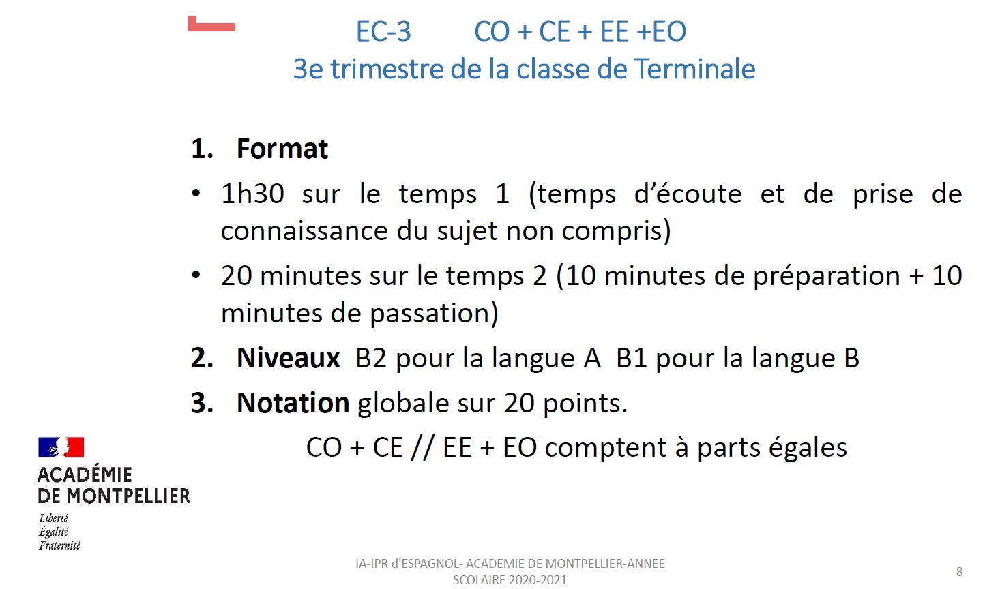 EC-3 CO + CE + EE +EO
3e trimestre de la classe de Terminale
1. Format
• 1h30 sur le temps 1 (temps d’écoute et de prise de
connaissance du sujet non compris)
• 20 minutes sur le temps 2 (10 minutes de préparation + 10
minutes de passation)
2. Niveaux B2 pour la langue A B1 pour la langue B
3. Notation globale sur 20 points.
CO + CE // EE + EO comptent à parts égales
ACADÉMIE
DE MONTPELLIER
Liberté
Égalité
Fraternité
IA-IPR d'ESPAGNOL- ACADEMIE DE MONTPELLIER-ANNEE
SCOLAIRE 2020-2021
8